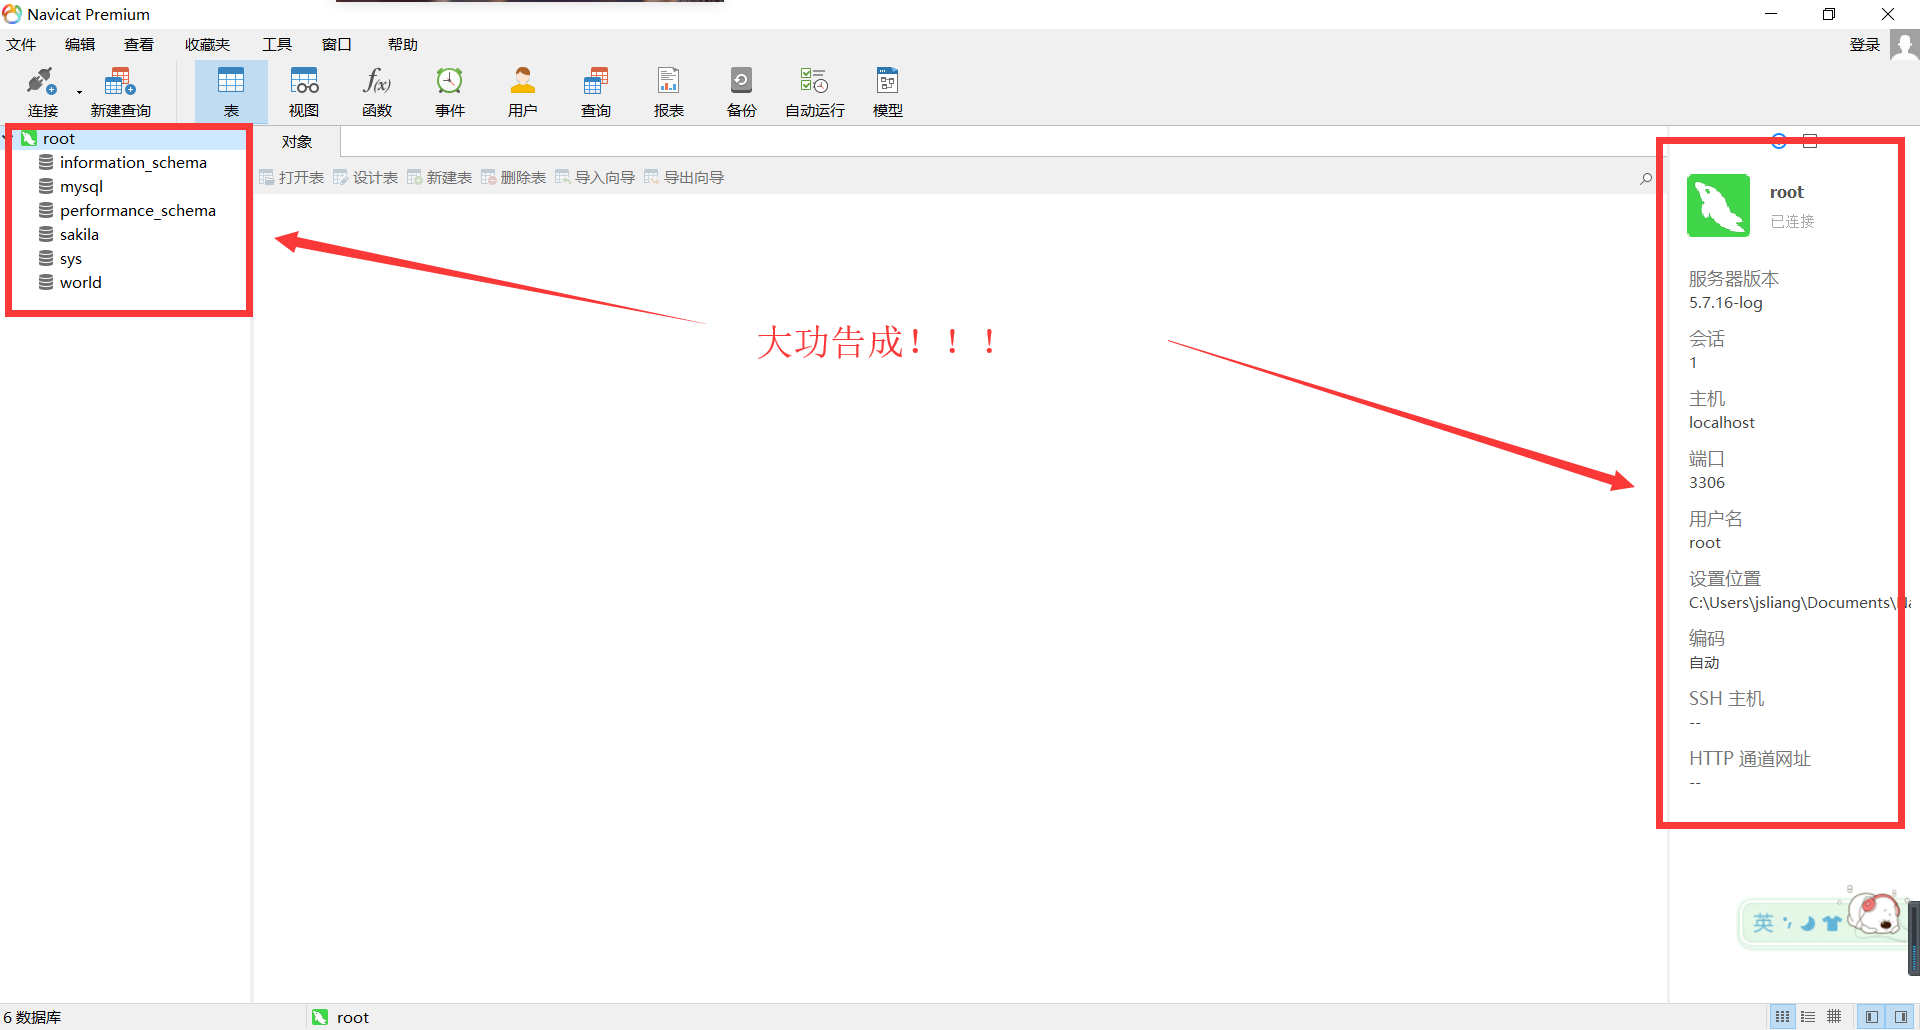 Navicat Premium
文件 编辑 查看 收藏夹 工具 窗口 帮助 登录
连接 新建查询 表 视图 函数 事件 用户 查询 报表 备份 自动运行 模型
root
information_schema
mysql
performance_schema
sakila
sys
world
对象
打开表 设计表 新建表 删除表 导入向导 导出向导
大功告成！！！
root
已连接
服务器版本
5.7.16-log
会话
1
主机
localhost
端口
3306
用户名
root
设置位置
C:\Users\jsliang\Documents\Na
编码
自动
SSH 主机
--
HTTP 通道网址
--
英
6 数据库 root